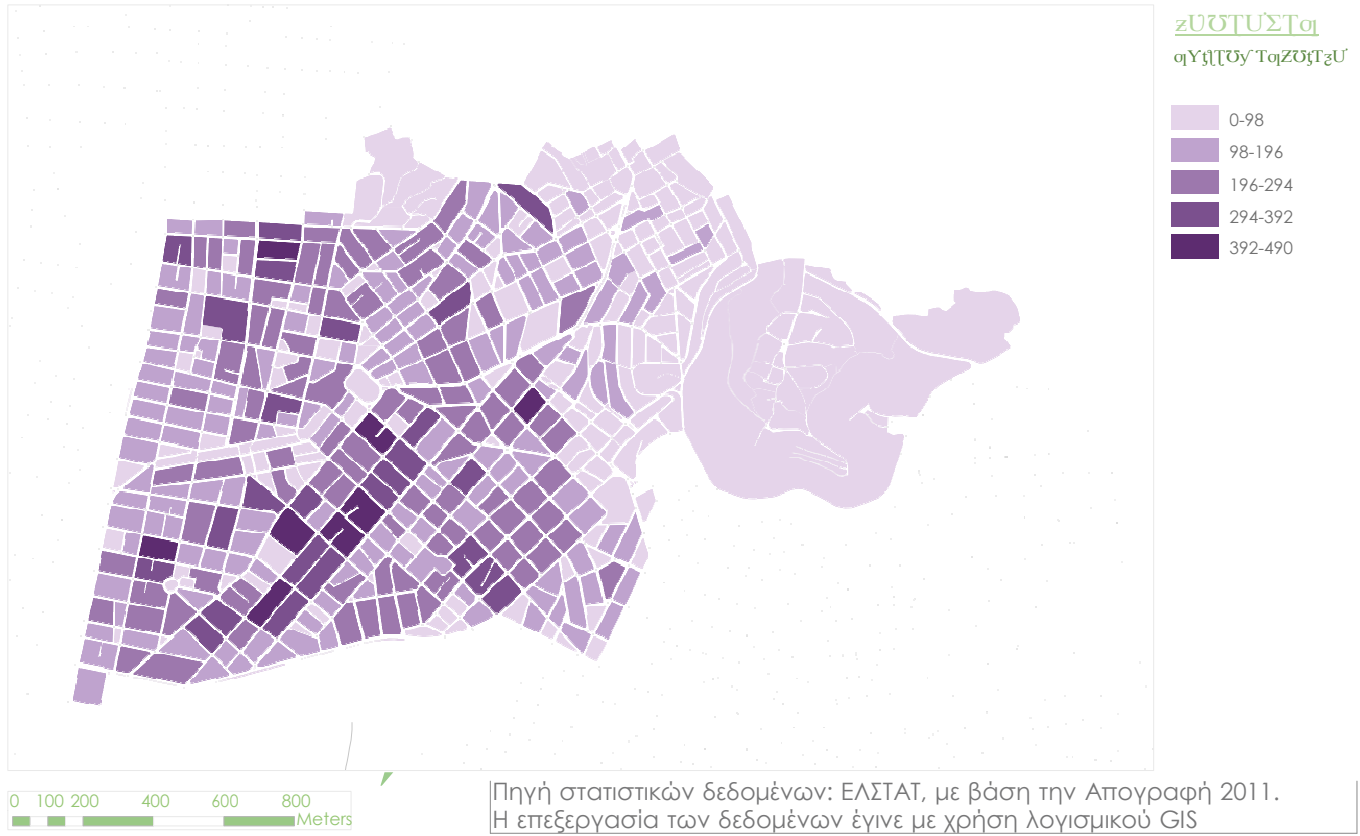 0-98
98-196
196-294
294-392
392-490
0 100 200 400 600 800
Meters
Πηγή στατιστικών δεδομένων: ΕΛΣΤΑΤ, με βάση την Απογραφή 2011.
Η επεξεργασία των δεδομένων έγινε με χρήση λογισμικού GIS